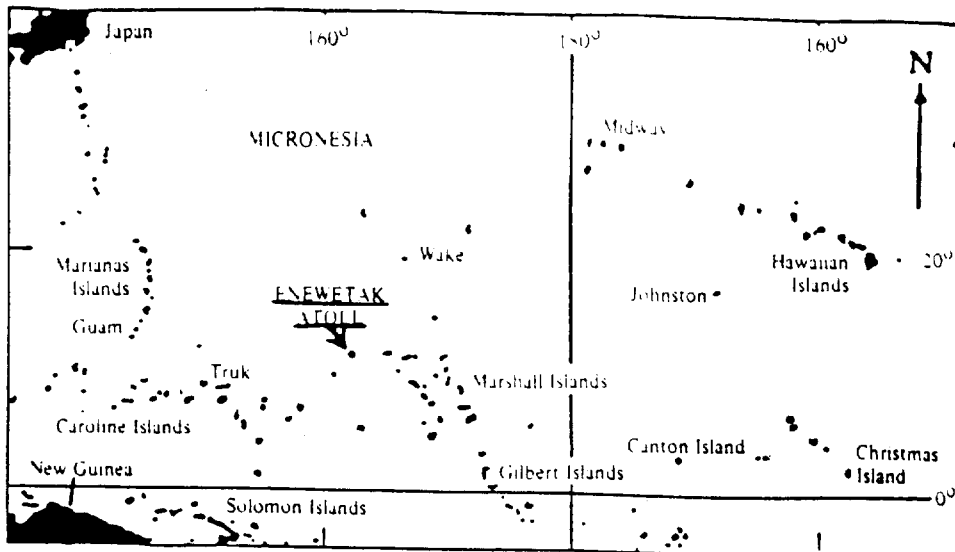 Japan
160°
180°
160°
N
MICRONESIA
Midway
Wake
20°
Marianas
Islands
Hawaiian
Islands
ENEWETAK
ATOLL
Johnston
Guam
Truk
Marshall Islands
Caroline Islands
Canton Island
Christmas
Island
New Guinea
Gilbert Islands
0°
Solomon Islands